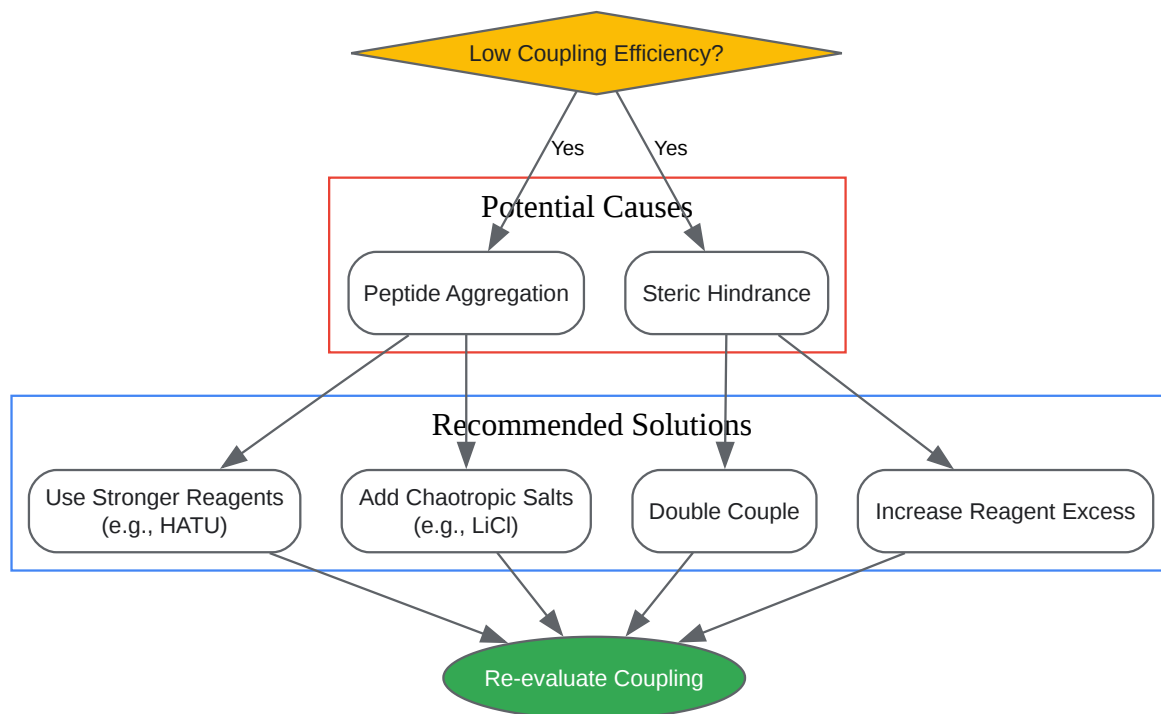 Low Coupling Efficiency?
Yes
Yes
Potential Causes
Peptide Aggregation
Steric Hindrance
Recommended Solutions
Use Stronger Reagents
(e.g., HATU)
Add Chaotropic Salts
(e.g., LiCl)
Double Couple
Increase Reagent Excess
Re-evaluate Coupling